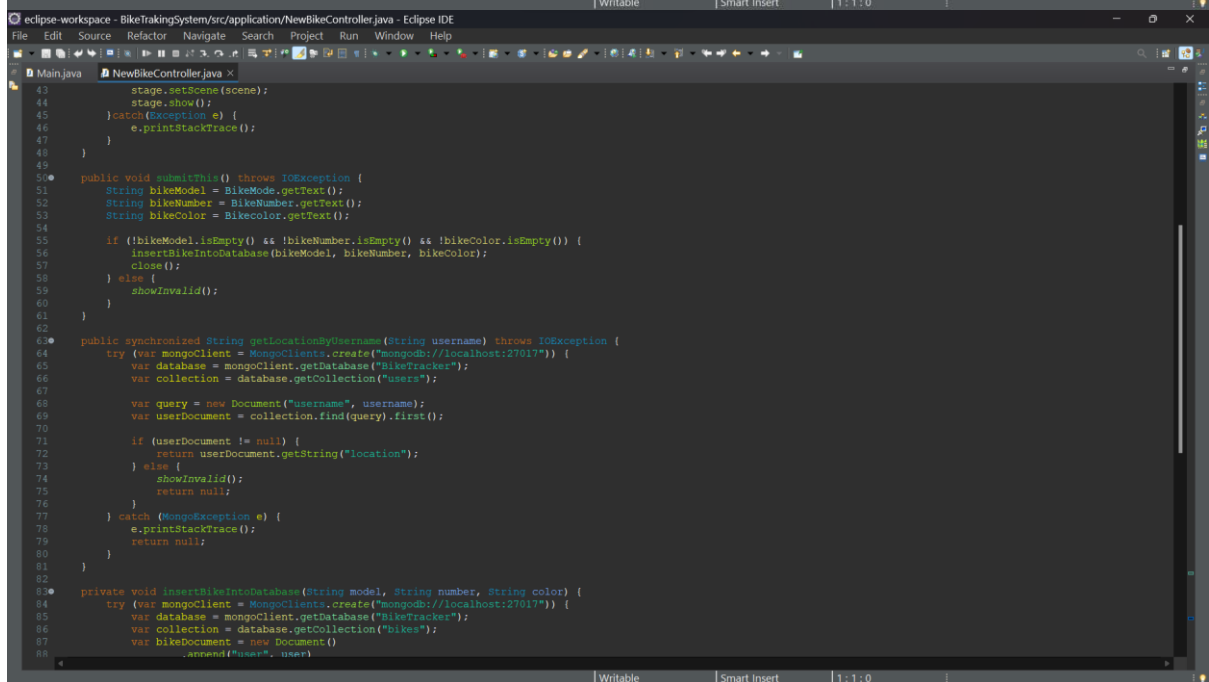 Writable Smart Insert 1 : 1 : 0
eclipse-workspace - BikeTrakingSystem/src/application/NewBikeController.java - Eclipse IDE
File Edit Source Refactor Navigate Search Project Run Window Help
Main.java NewBikeController.java ×
43 stage.setScene(scene);
44 stage.show();
45 }catch(Exception e) {
46 e.printStackTrace();
47 }
48 }
49
50 public void submitThis() throws IOException {
51 String bikeModel = BikeMode.getText();
52 String bikeNumber = BikeNumber.getText();
53 String bikeColor = Bikecolor.getText();
54
55 if (!bikeModel.isEmpty() && !bikeNumber.isEmpty() && !bikeColor.isEmpty()) {
56 insertBikeIntoDatabase(bikeModel, bikeNumber, bikeColor);
57 close();
58 } else {
59 showInvalid();
60 }
61 }
62
63 public synchronized String getLocationByUsername(String username) throws IOException {
64 try (var mongoClient = MongoClients.create("mongodb://localhost:27017")) {
65 var database = mongoClient.getDatabase("BikeTracker");
66 var collection = database.getCollection("users");
67
68 var query = new Document("username", username);
69 var userDocument = collection.find(query).first();
70
71 if (userDocument != null) {
72 return userDocument.getString("location");
73 } else {
74 showInvalid();
75 return null;
76 }
77 } catch (MongoException e) {
78 e.printStackTrace();
79 return null;
80 }
81 }
82
83 private void insertBikeIntoDatabase(String model, String number, String color) {
84 try (var mongoClient = MongoClients.create("mongodb://localhost:27017")) {
85 var database = mongoClient.getDatabase("BikeTracker");
86 var collection = database.getCollection("bikes");
87 var bikeDocument = new Document()
88 .append("user", user)
Writable Smart Insert 1 : 1 : 0